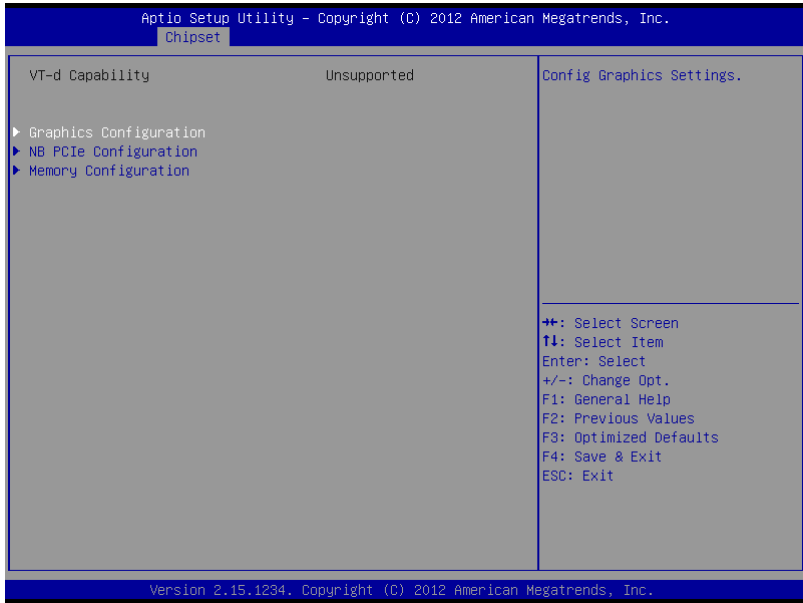 Aptio Setup Utility – Copyright (C) 2012 American Megatrends, Inc.
Chipset
VT-d Capability Unsupported
Graphics Configuration
NB PCIe Configuration
Memory Configuration
Config Graphics Settings.
→←: Select Screen
↑↓: Select Item
Enter: Select
+/-: Change Opt.
F1: General Help
F2: Previous Values
F3: Optimized Defaults
F4: Save & Exit
ESC: Exit
Version 2.15.1234. Copyright (C) 2012 American Megatrends, Inc.